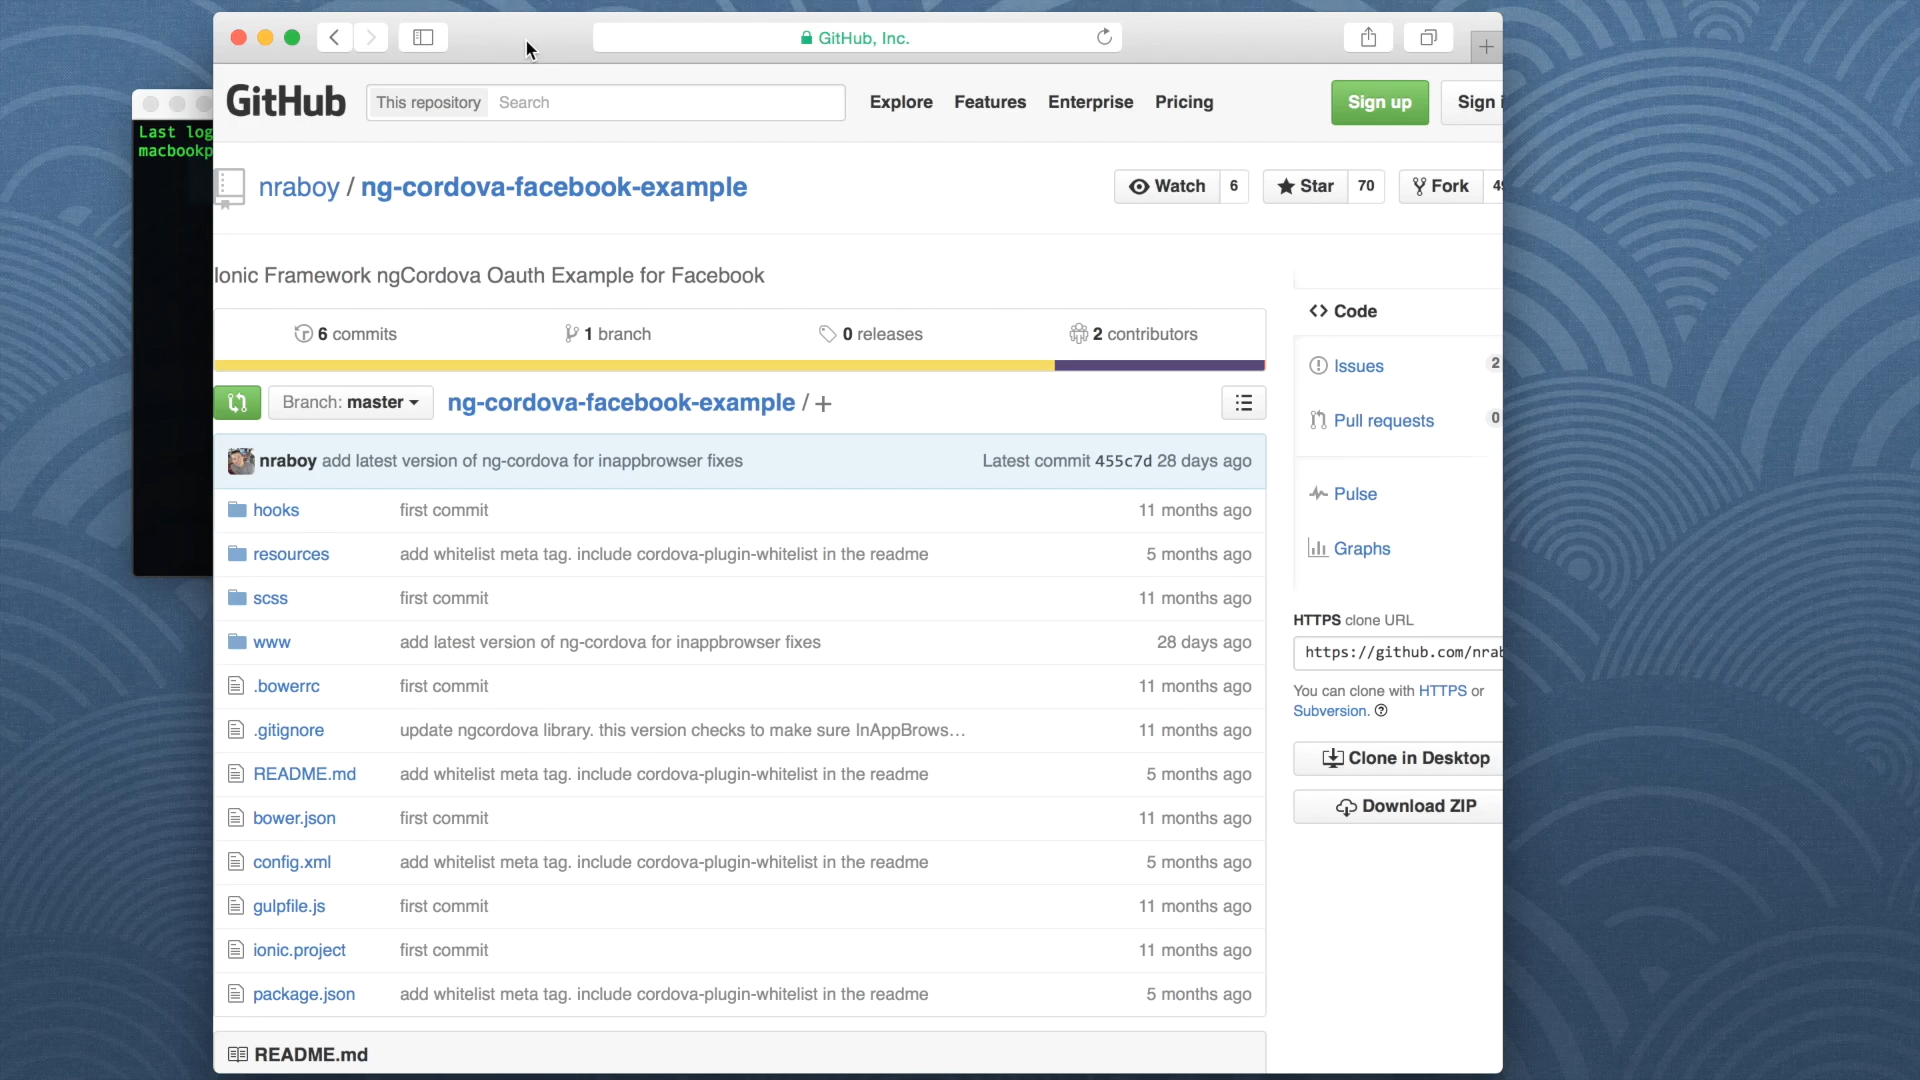 GitHub, Inc.
Last log
macbookp
GitHub
This repository Search
Explore Features Enterprise Pricing
Sign up
Sign i
nraboy / ng-cordova-facebook-example
Watch 6
Star 70
Fork 49
Ionic Framework ngCordova Oauth Example for Facebook
6 commits
1 branch
0 releases
2 contributors
Branch: master
ng-cordova-facebook-example / +
nraboy add latest version of ng-cordova for inappbrowser fixes
Latest commit 455c7d 28 days ago
hooks first commit 11 months ago
resources add whitelist meta tag. include cordova-plugin-whitelist in the readme 5 months ago
scss first commit 11 months ago
www add latest version of ng-cordova for inappbrowser fixes 28 days ago
.bowerrc first commit 11 months ago
.gitignore update ngcordova library. this version checks to make sure InAppBrows… 11 months ago
README.md add whitelist meta tag. include cordova-plugin-whitelist in the readme 5 months ago
bower.json first commit 11 months ago
config.xml add whitelist meta tag. include cordova-plugin-whitelist in the readme 5 months ago
gulpfile.js first commit 11 months ago
ionic.project first commit 11 months ago
package.json add whitelist meta tag. include cordova-plugin-whitelist in the readme 5 months ago
README.md
Code
Issues 2
Pull requests 0
Pulse
Graphs
HTTPS clone URL
https://github.com/nrab
You can clone with HTTPS or
Subversion.
Clone in Desktop
Download ZIP